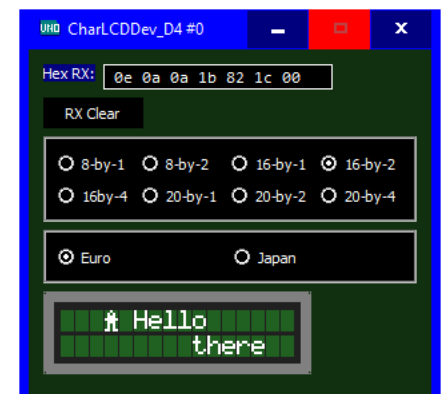 UNO CharLCDDev_D4 #0
Hex RX: 0e 0a 0a 1b 82 1c 00
RX Clear
8-by-1 8-by-2 16-by-1 16-by-2
16by-4 20-by-1 20-by-2 20-by-4
Euro Japan
Hello
there